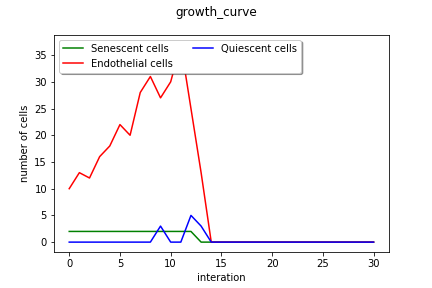 growth_curve
Senescent cells
Endothelial cells
Quiescent cells
number of cells
35
30
25
20
15
10
5
0
0 5 10 15 20 25 30
interation